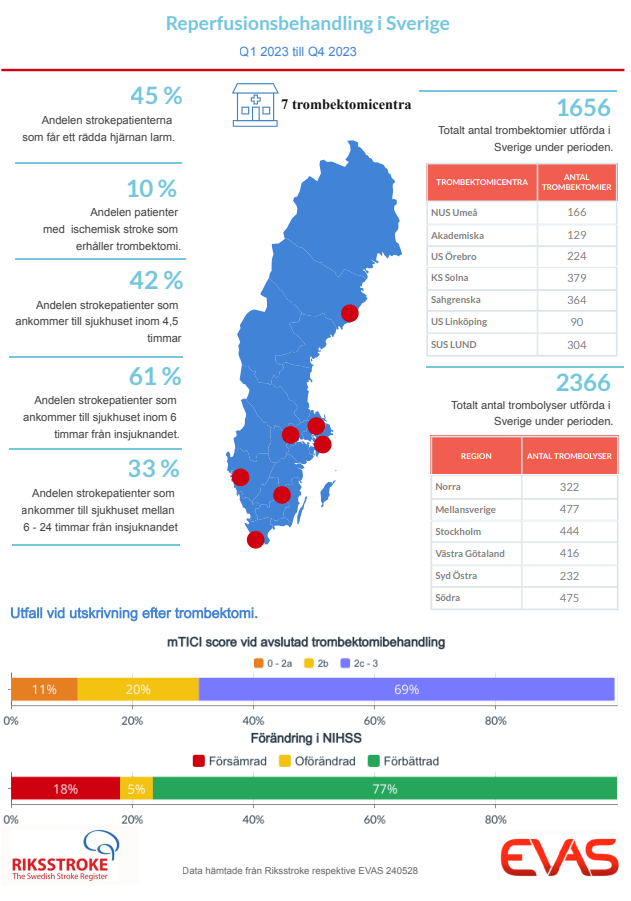 Reperfusionsbehandling i Sverige
Q1 2023 till Q4 2023
45 %
Andelen strokepatienterna
som får ett rädda hjärnan larm.
10 %
Andelen patienter
med ischemisk stroke som
erhåller trombektomi.
42 %
Andelen strokepatienter som
ankommer till sjukhuset inom 4,5
timmar
61 %
Andelen strokepatienter som
ankommer till sjukhuset inom 6
timmar från insjuknandet.
33 %
Andelen strokepatienter som
ankommer till sjukhuset mellan
6 - 24 timmar från insjuknandet
7 trombektomicentra
1656
Totalt antal trombektomier utförda i
Sverige under perioden.
TROMBEKTOMICENTRA ANTAL TROMBEKTOMIER
NUS Umeå 166
Akademiska 129
US Örebro 224
KS Solna 379
Sahgrenska 364
US Linköping 90
SUS LUND 304
2366
Totalt antal trombolyser utförda i
Sverige under perioden.
REGION ANTAL TROMBOLYSER
Norra 322
Mellansverige 477
Stockholm 444
Västra Götaland 416
Syd Östra 232
Södra 475
Utfall vid utskrivning efter trombektomi.
mTICI score vid avslutad trombektomibehandling
0 - 2a 2b 2c - 3
11% 20% 69%
0% 20% 40% 60% 80%
Förändring i NIHSS
Försämrad Oförändrad Förbättrad
18% 5% 77%
0% 20% 40% 60% 80%
RIKSSTROKE
The Swedish Stroke Register
Data hämtade från Riksstroke respektive EVAS 240528
EVAS